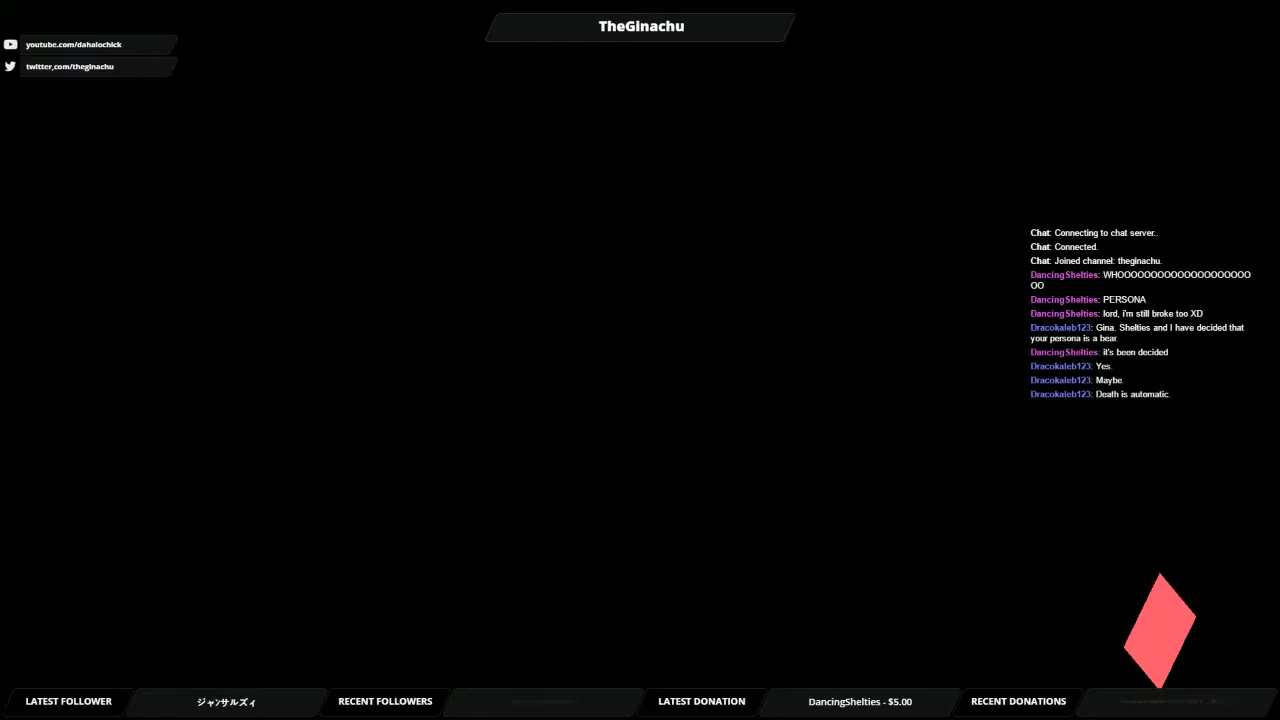 TheGinachu
youtube.com/dahalochick
twitter.com/theginachu
Chat: Connecting to chat server..
Chat: Connected.
Chat: Joined channel: theginachu.
DancingShelties: WHOOOOOOOOOOOOOOOOOOOO
OO
DancingShelties: PERSONA
DancingShelties: lord, i'm still broke too XD
Dracokaleb123: Gina. Shelties and I have decided that
your persona is a bear.
DancingShelties: it's been decided
Dracokaleb123: Yes.
Dracokaleb123: Maybe.
Dracokaleb123: Death is automatic.
LATEST FOLLOWER
ジャンサルズィ
RECENT FOLLOWERS
LATEST DONATION
DancingShelties - $5.00
RECENT DONATIONS